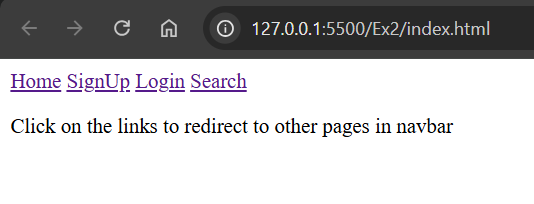 127.0.0.1:5500/Ex2/index.html
Home SignUp Login Search
Click on the links to redirect to other pages in navbar